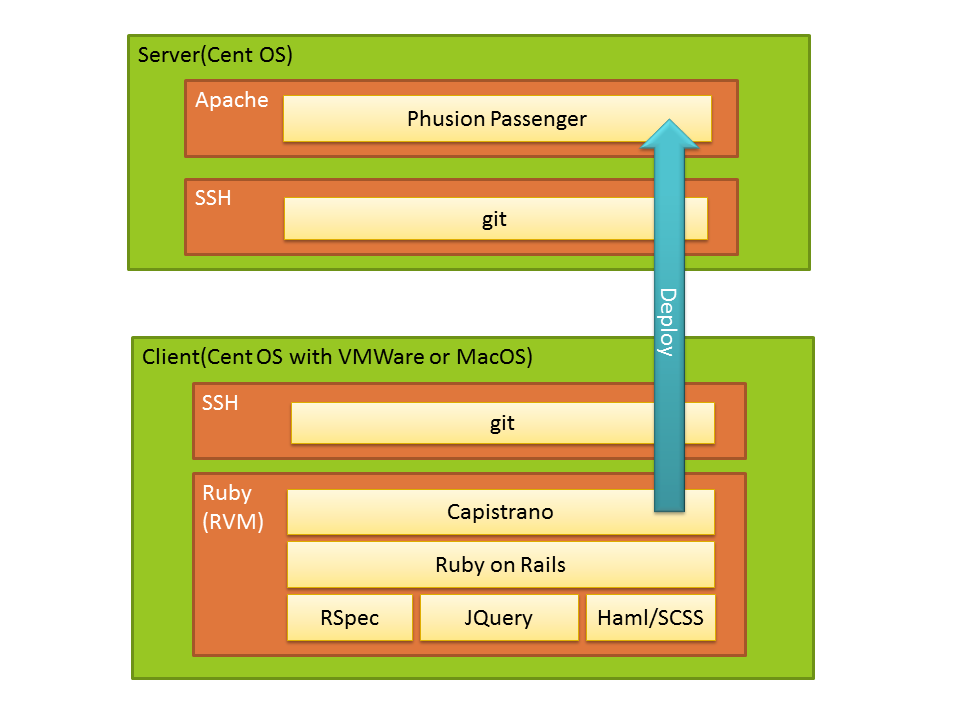 Server(Cent OS)
Apache
Phusion Passenger
SSH
git
Deploy
Client(Cent OS with VMWare or MacOS)
SSH
git
Ruby
(RVM)
Capistrano
Ruby on Rails
RSpec
JQuery
Haml/SCSS